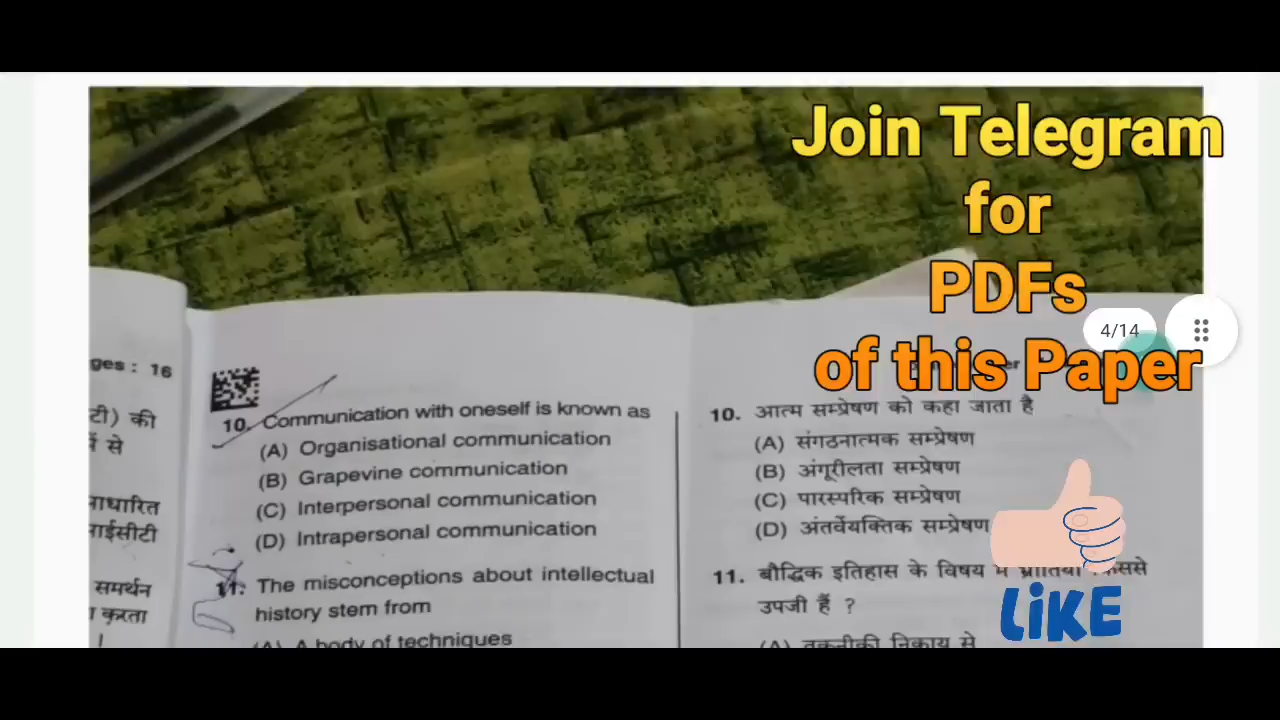 Join Telegram
for
PDFs
of this Paper
4/14
ges : 16
टी) की
में से
नाधारित
नाईसीटी
समर्थन
करता
।
10. Communication with oneself is known as
(A) Organisational communication
(B) Grapevine communication
(C) Interpersonal communication
(D) Intrapersonal communication
11. The misconceptions about intellectual
history stem from
(A) A body of techniques
10. आत्म सम्प्रेषण को कहा जाता है
(A) संगठनात्मक सम्प्रेषण
(B) अंगूरीलता सम्प्रेषण
(C) पारस्परिक सम्प्रेषण
(D) अंतर्वेयक्तिक सम्प्रेषण
11. बौद्धिक इतिहास के विषय में भ्रांतियाँ किससे
उपजी हैं ?
(A) तकनीकी निकाय से
LiKE